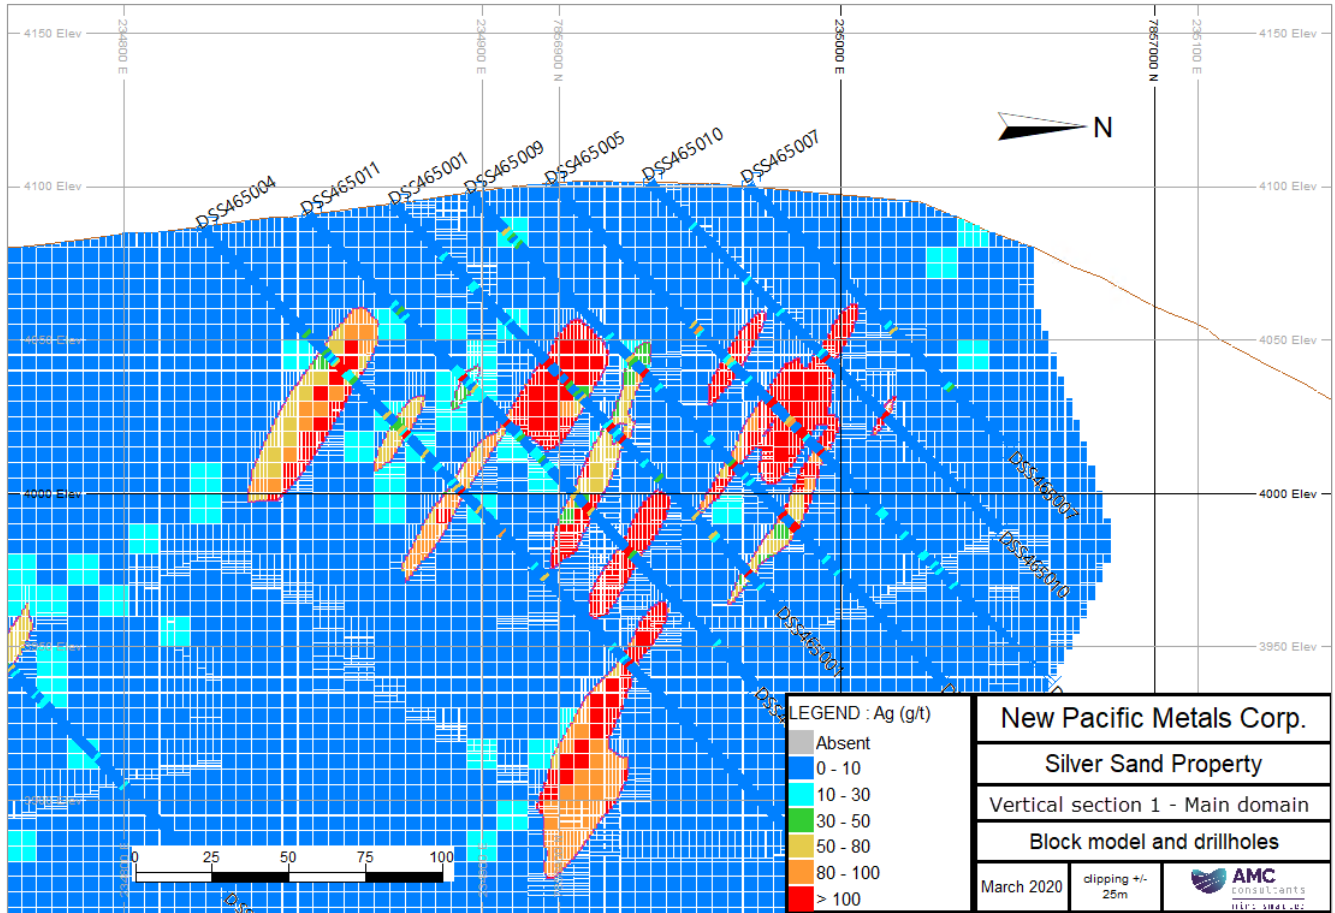 4150 Elev
234800 E
234900 E
7856900 N
235000 E
7857000 N
235100 E
4150 Elev
N
4100 Elev
DSS465004
DSS465011
DSS465001
DSS465009
DSS465005
DSS465010
DSS465007
4100 Elev
4050 Elev
4050 Elev
4000 Elev
DSS465007
4000 Elev
DSS465010
DSS465001
3950 Elev
LEGEND : Ag (g/t)
Absent
0 - 10
10 - 30
30 - 50
50 - 80
80 - 100
> 100
New Pacific Metals Corp.
Silver Sand Property
Vertical section 1 - Main domain
Block model and drillholes
March 2020
clipping +/-
25m
AMC
consultants
0 25 50 75 100